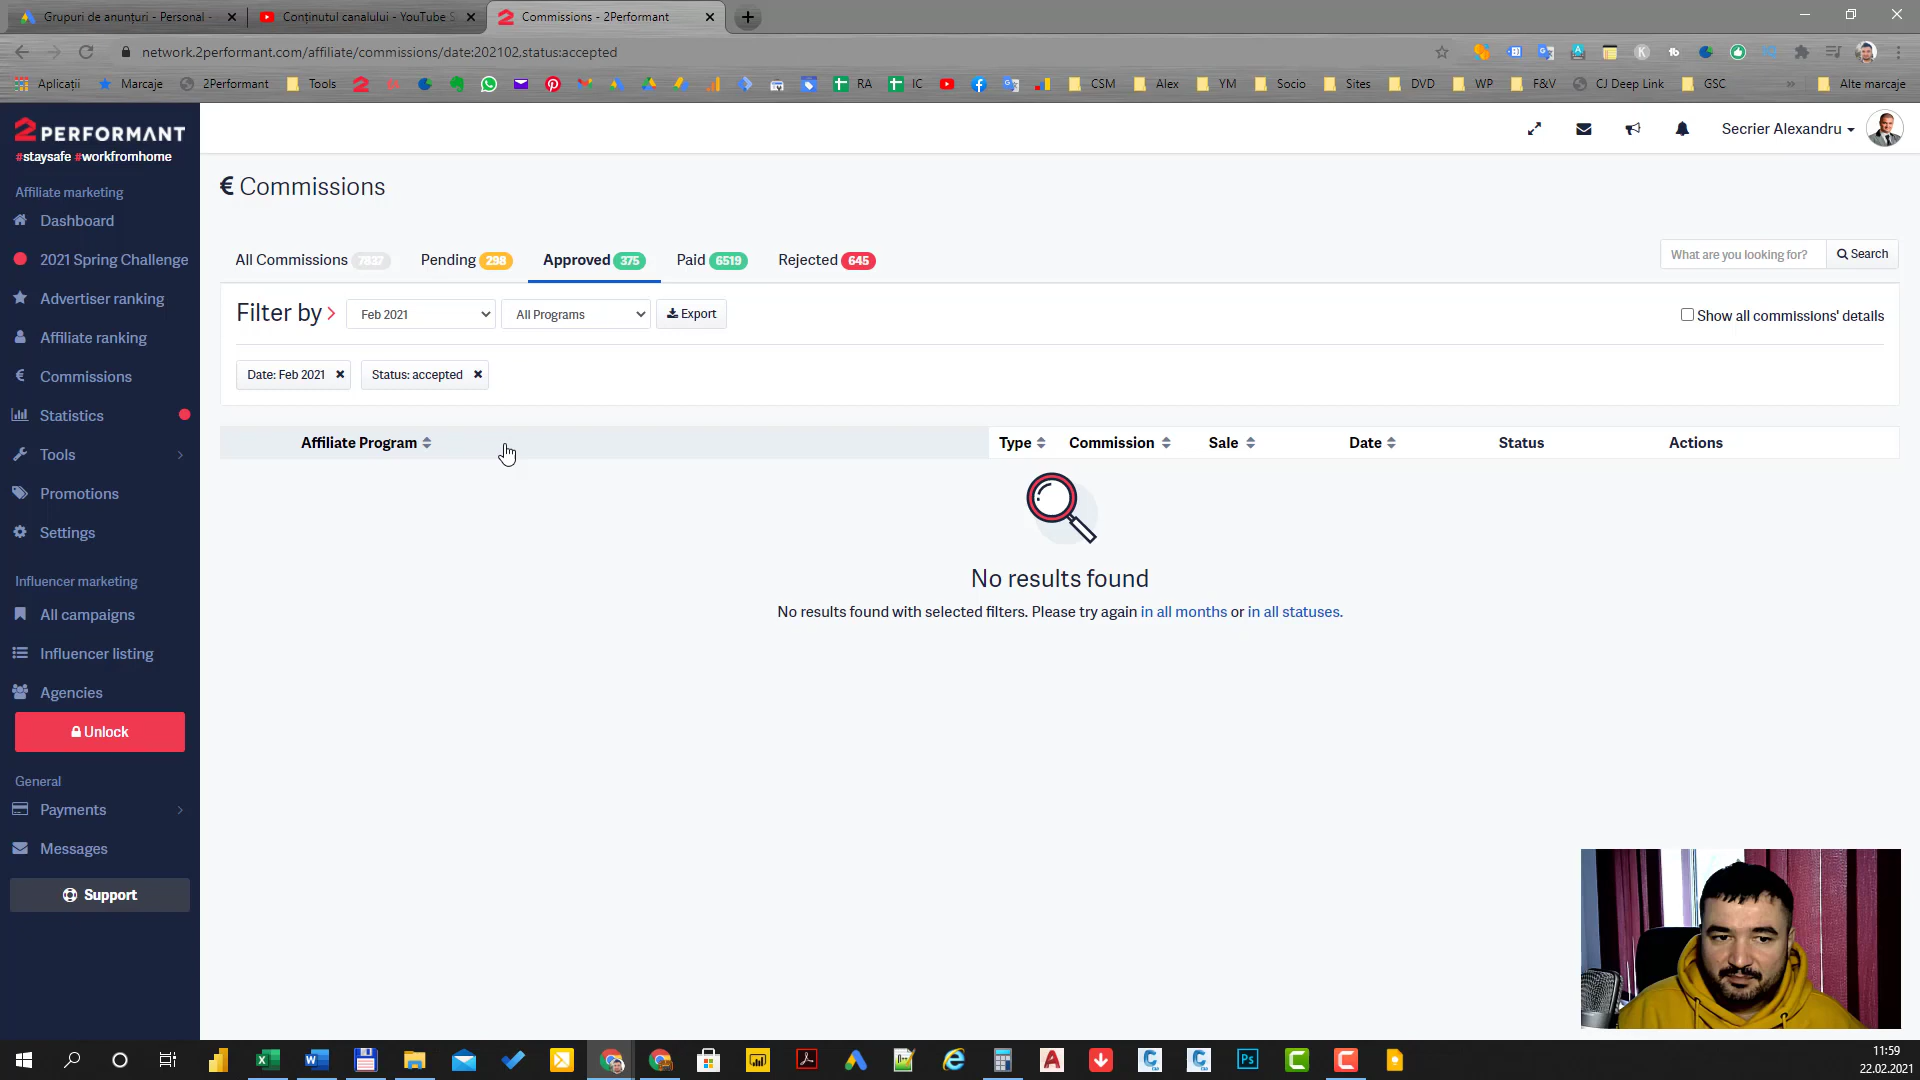 Grupuri de anunțuri - Personal -
Conținutul canalului - YouTube S
Commissions - 2Performant
network.2performant.com/affiliate/commissions/date:202102,status:accepted
Aplicații
Marcaje
2Performant
Tools
RA
IC
CSM
Alex
YM
Socio
Sites
DVD
WP
F&V
CJ Deep Link
GSC
Alte marcaje
2PERFORMANT
#staysafe #workfromhome
Secrier Alexandru
Affiliate marketing
Dashboard
2021 Spring Challenge
Advertiser ranking
Affiliate ranking
Commissions
Statistics
Tools
Promotions
Settings
Influencer marketing
All campaigns
Influencer listing
Agencies
Unlock
General
Payments
Messages
Support
€ Commissions
All Commissions 7837
Pending 298
Approved 375
Paid 6519
Rejected 645
What are you looking for?
Search
Filter by
Feb 2021
All Programs
Export
Show all commissions' details
Date: Feb 2021
Status: accepted
Affiliate Program
Type
Commission
Sale
Date
Status
Actions
No results found
No results found with selected filters. Please try again in all months or in all statuses.
11:59
22.02.2021